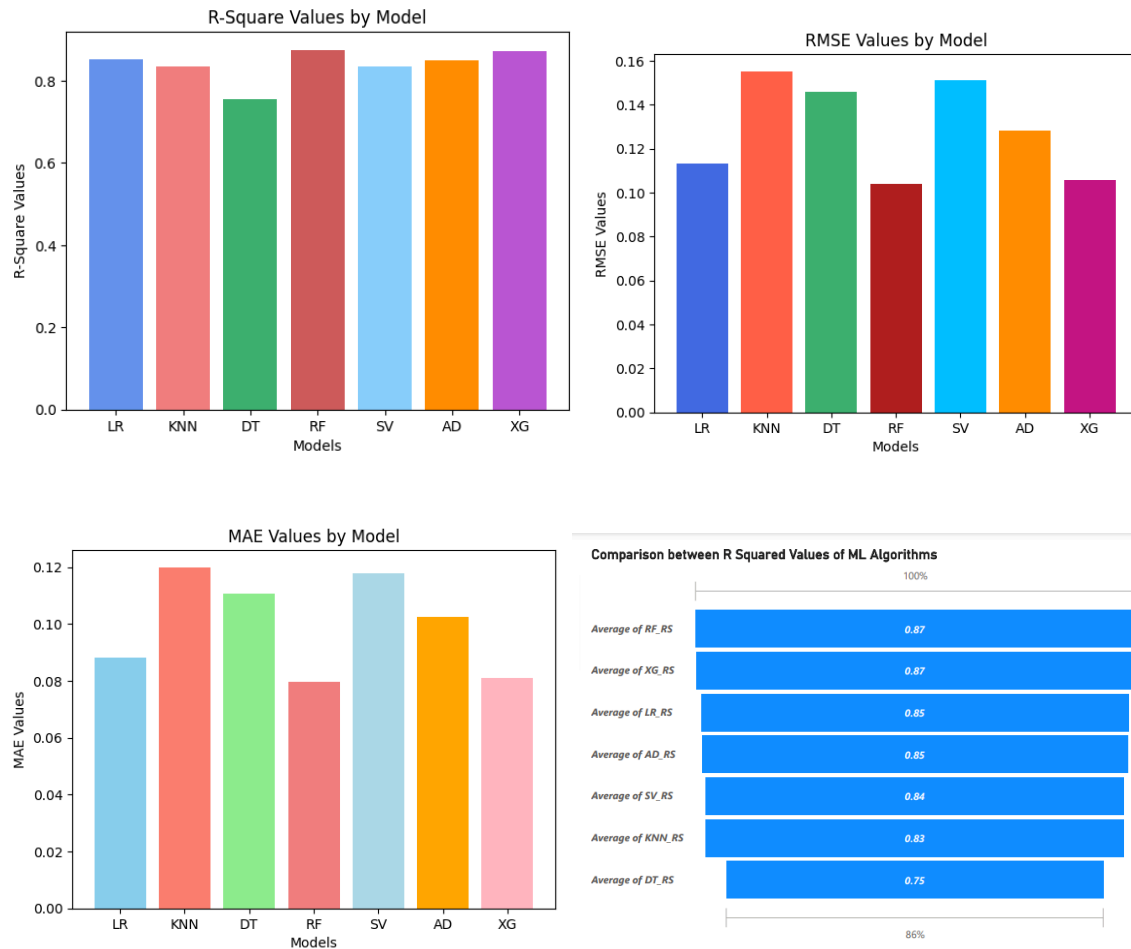 R-Square Values by Model
R-Square Values
0.8
0.6
0.4
0.2
0.0
LR KNN DT RF SV AD XG
Models
RMSE Values by Model
RMSE Values
0.16
0.14
0.12
0.10
0.08
0.06
0.04
0.02
0.00
LR KNN DT RF SV AD XG
Models
MAE Values by Model
MAE Values
0.12
0.10
0.08
0.06
0.04
0.02
0.00
LR KNN DT RF SV AD XG
Models
Comparison between R Squared Values of ML Algorithms
100%
Average of RF_RS 0.87
Average of XG_RS 0.87
Average of LR_RS 0.85
Average of AD_RS 0.85
Average of SV_RS 0.84
Average of KNN_RS 0.83
Average of DT_RS 0.75
86%